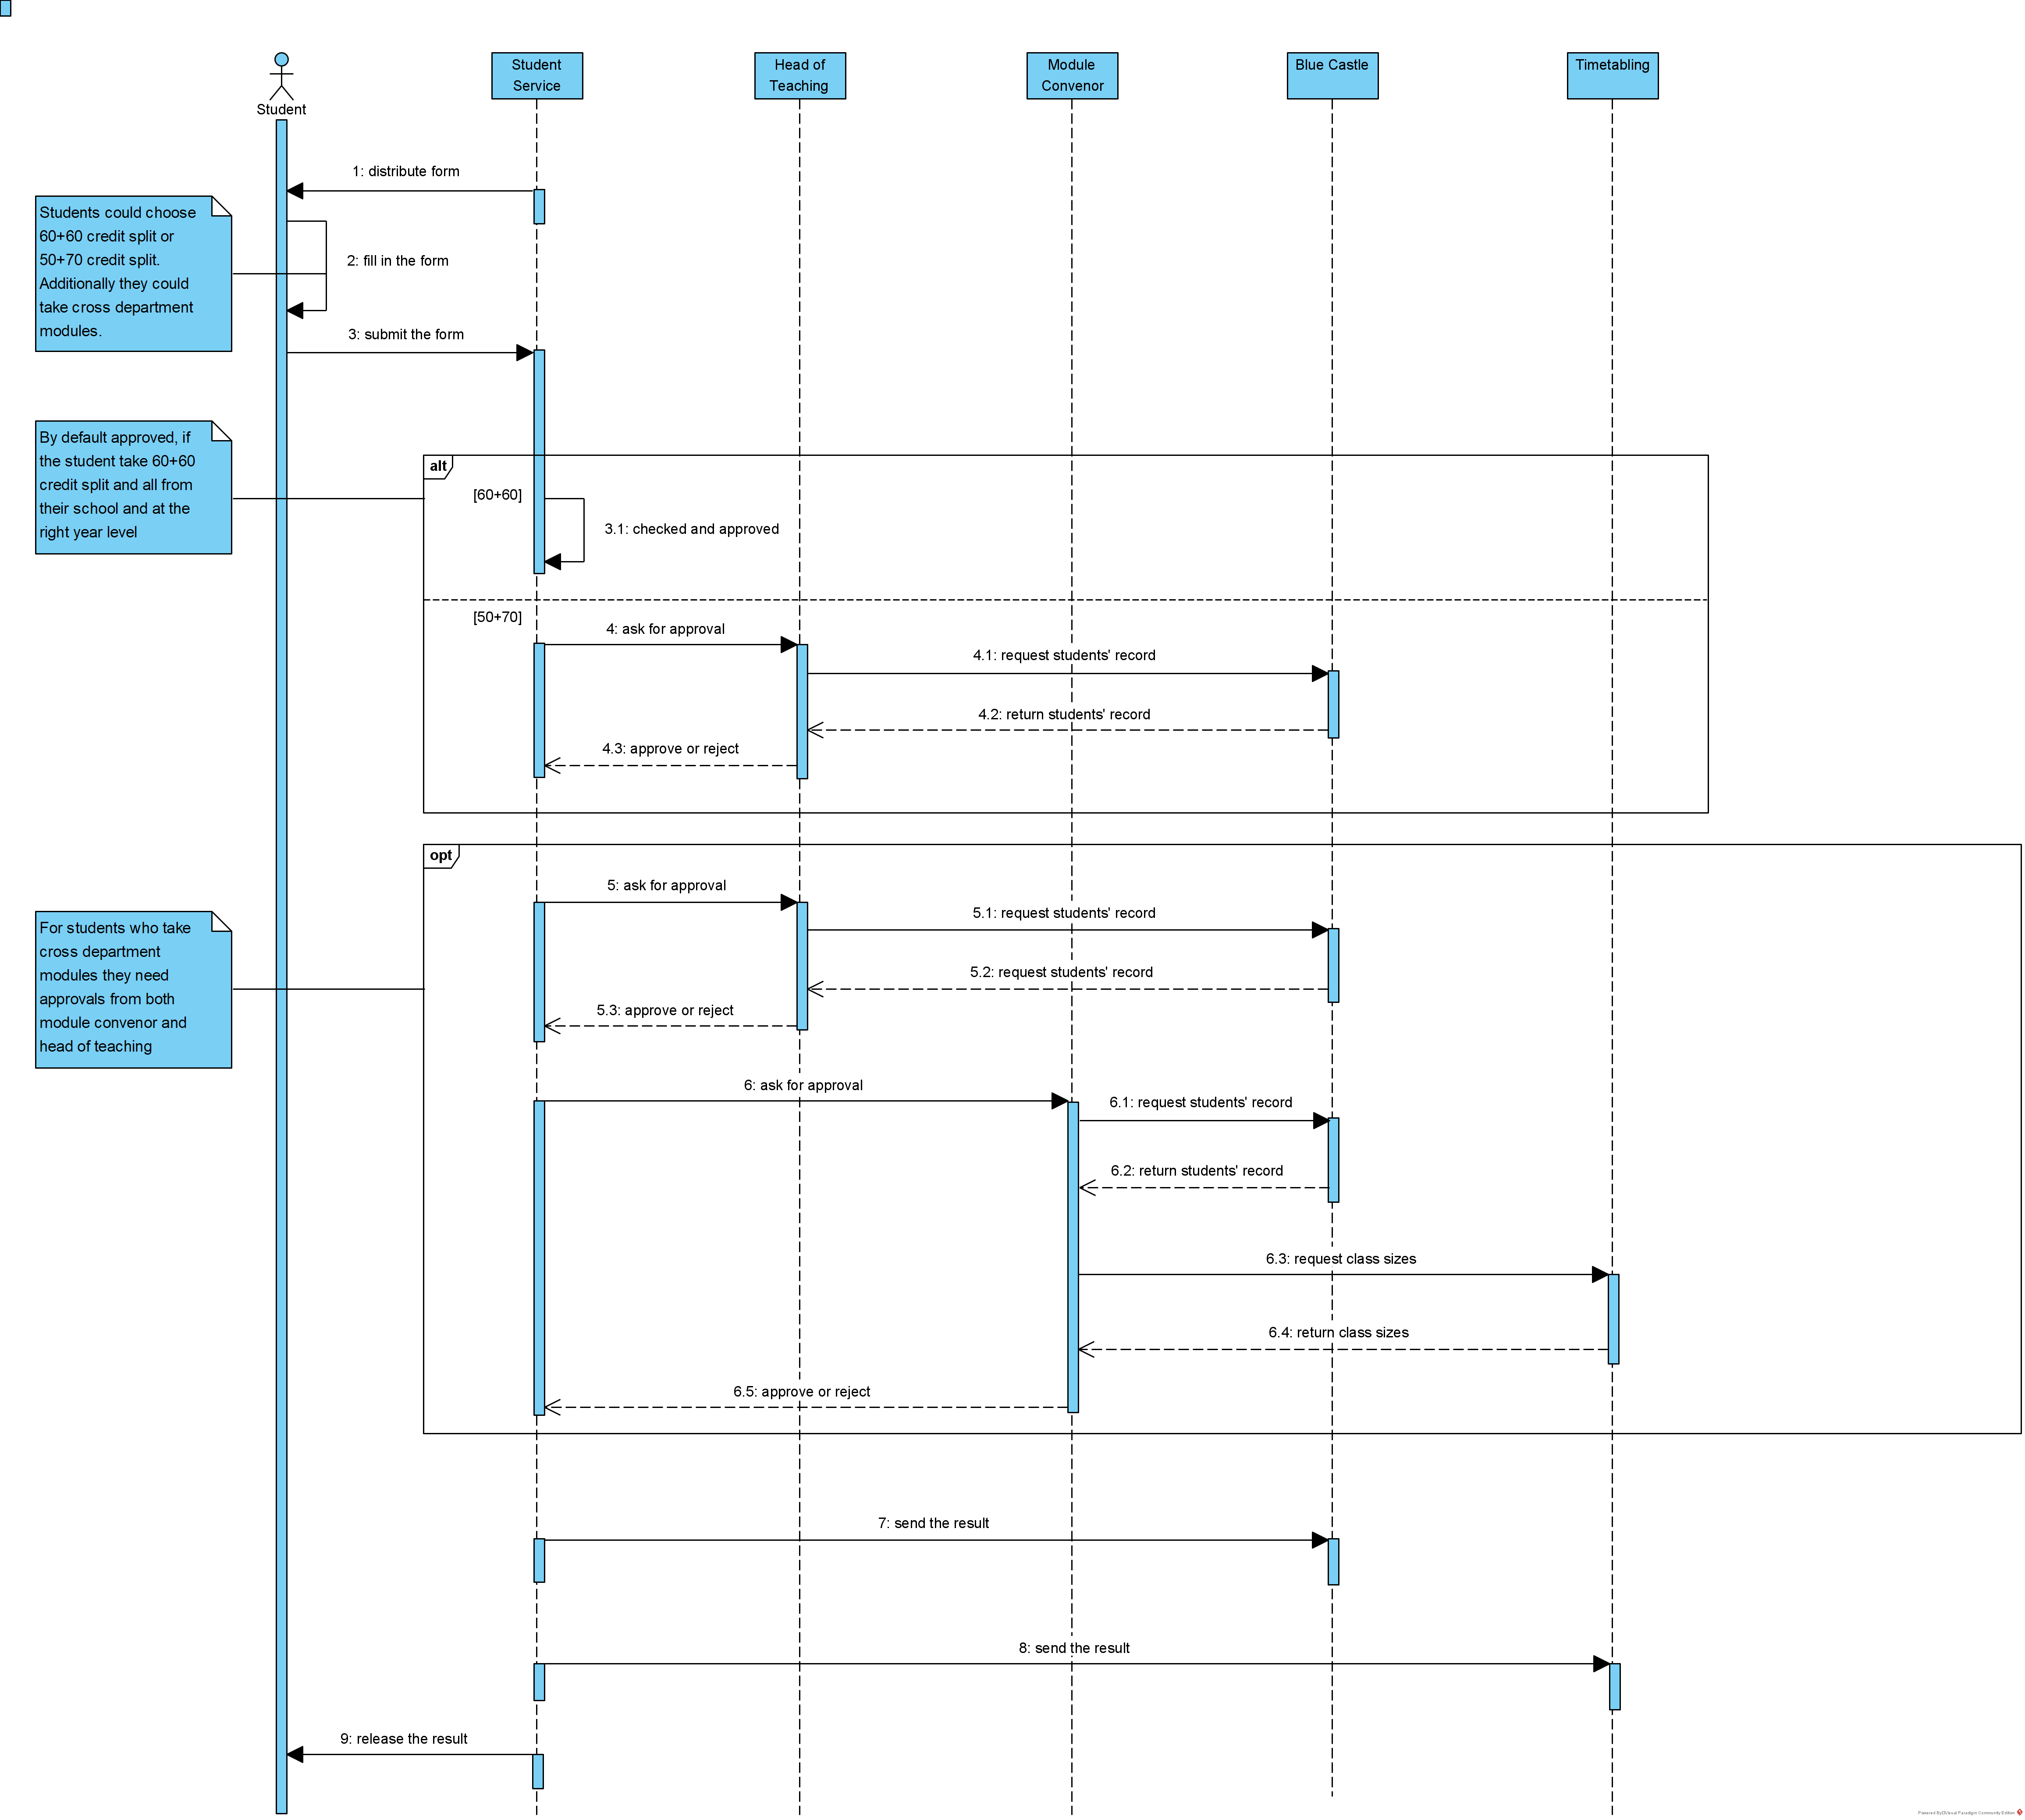 Student
Service
Head of
Teaching
Module
Convenor
Blue Castle
Timetabling
Student
1: distribute form
Students could choose
60+60 credit split or
50+70 credit split.
Additionally they could
take cross department
modules.
2: fill in the form
3: submit the form
By default approved, if
the student take 60+60
credit split and all from
their school and at the
right year level
alt
[60+60]
3.1: checked and approved
[50+70]
4: ask for approval
4.1: request students' record
4.2: return students' record
4.3: approve or reject
opt
5: ask for approval
5.1: request students' record
For students who take
cross department
modules they need
approvals from both
module convenor and
head of teaching
5.2: request students' record
5.3: approve or reject
6: ask for approval
6.1: request students' record
6.2: return students' record
6.3: request class sizes
6.4: return class sizes
6.5: approve or reject
7: send the result
8: send the result
9: release the result
Powered By Visual Paradigm Community Edition